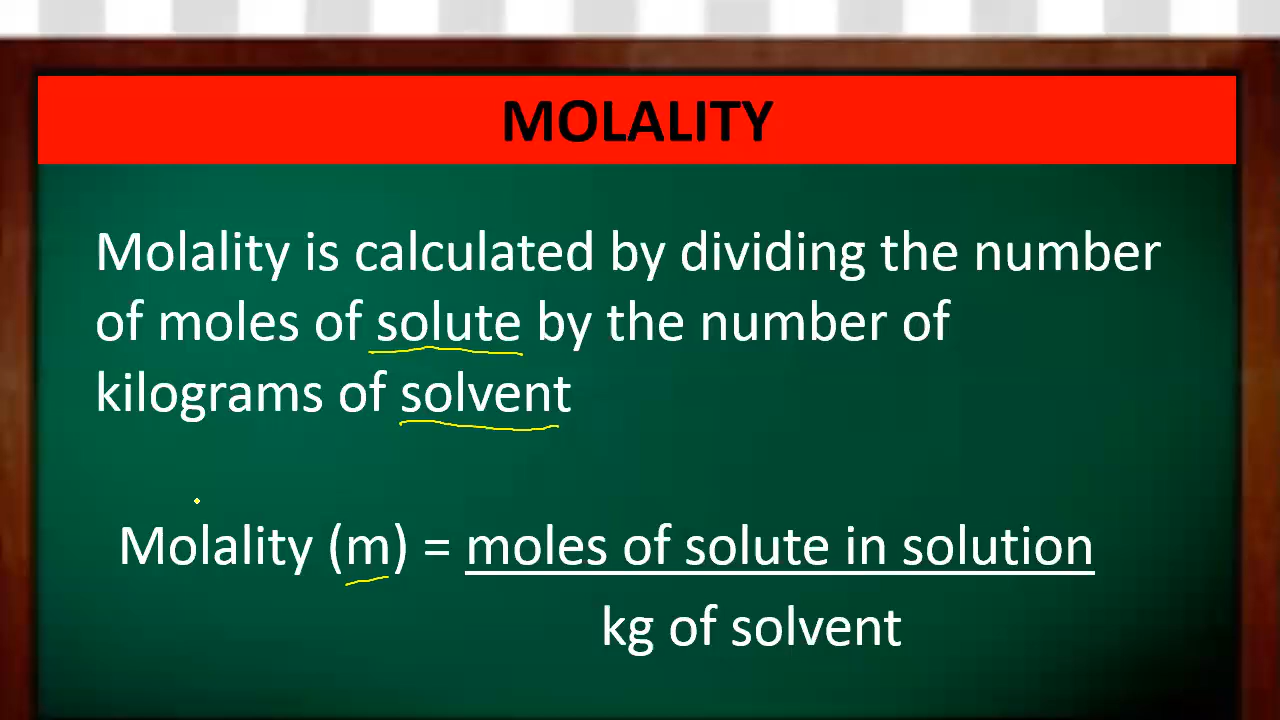 MOLALITY
Molality is calculated by dividing the number
of moles of solute by the number of
kilograms of solvent
Molality (m) = moles of solute in solution
kg of solvent